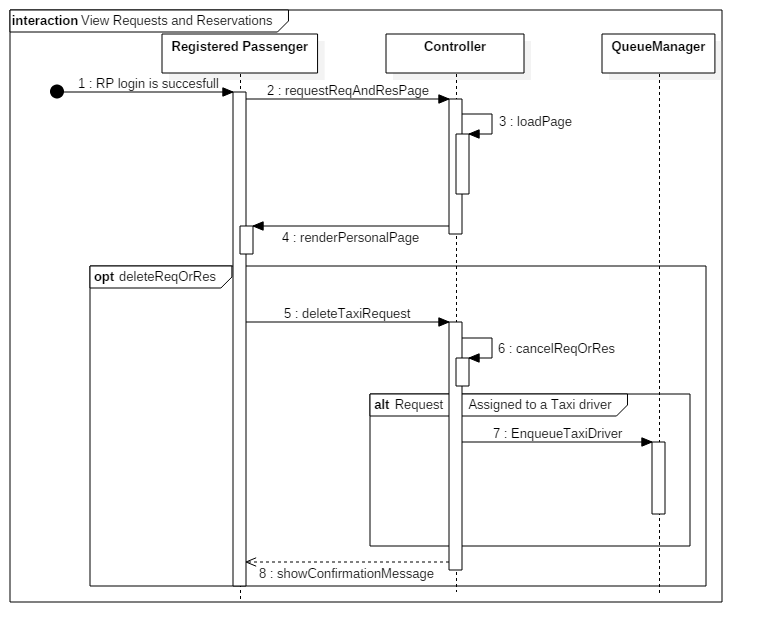 interaction View Requests and Reservations
Registered Passenger
Controller
QueueManager
1 : RP login is succesfull
2 : requestReqAndResPage
3 : loadPage
4 : renderPersonalPage
opt deleteReqOrRes
5 : deleteTaxiRequest
6 : cancelReqOrRes
alt Request Assigned to a Taxi driver
7 : EnqueueTaxiDriver
8 : showConfirmationMessage